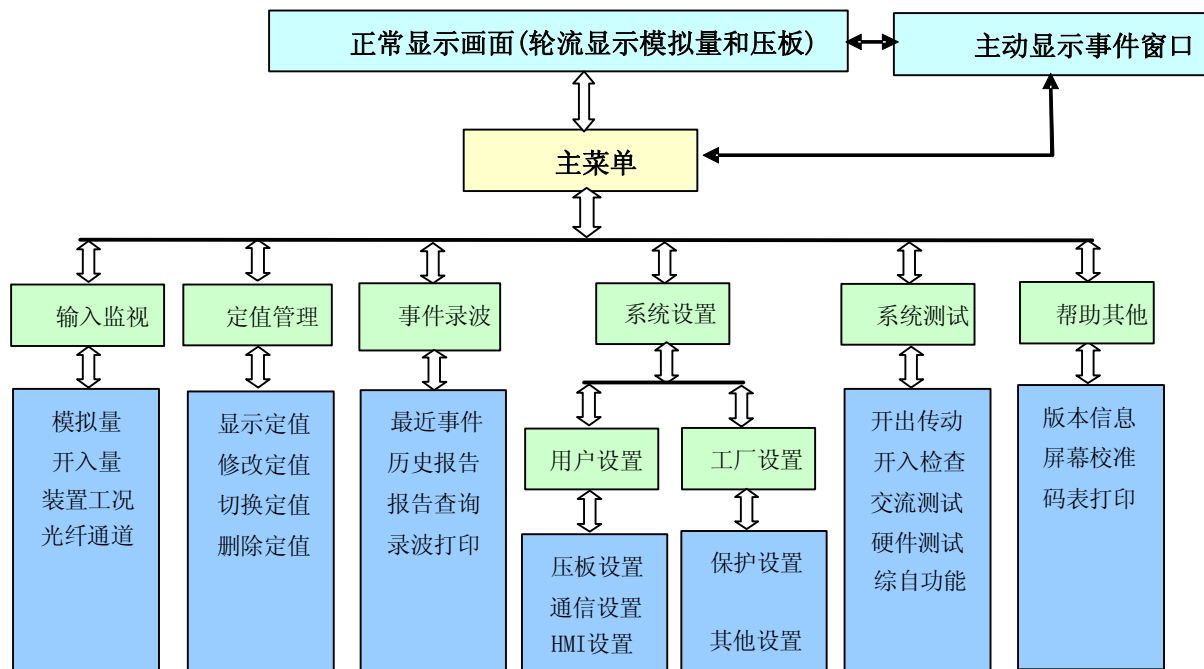 正常显示画面(轮流显示模拟量和压板)
主动显示事件窗口
主菜单
输入监视
定值管理
事件录波
系统设置
系统测试
帮助其他
模拟量
开入量
装置工况
光纤通道
显示定值
修改定值
切换定值
删除定值
最近事件
历史报告
报告查询
录波打印
用户设置
工厂设置
压板设置
通信设置
HMI设置
保护设置
其他设置
开出传动
开入检查
交流测试
硬件测试
综自功能
版本信息
屏幕校准
码表打印